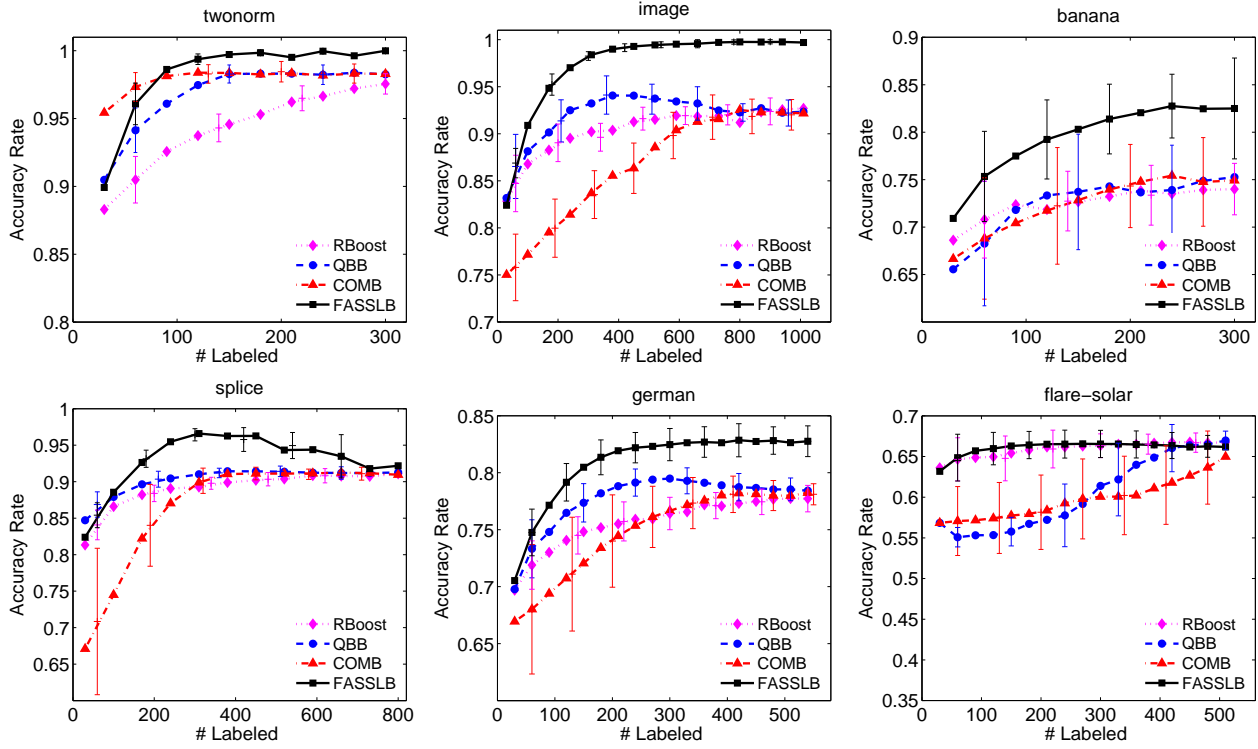 twonorm
1
0.95
0.9
0.85
0.8
0
100
200
300
Accuracy Rate
# Labeled
RBoost
QBB
COMB
FASSLB
image
1
0.95
0.9
0.85
0.8
0.75
0.7
0
200
400
600
800
1000
Accuracy Rate
# Labeled
RBoost
QBB
COMB
FASSLB
banana
0.9
0.85
0.8
0.75
0.7
0.65
0
100
200
300
Accuracy Rate
# Labeled
RBoost
QBB
COMB
FASSLB
splice
1
0.95
0.9
0.85
0.8
0.75
0.7
0.65
0
200
400
600
800
Accuracy Rate
# Labeled
RBoost
QBB
COMB
FASSLB
german
0.85
0.8
0.75
0.7
0.65
0
100
200
300
400
500
Accuracy Rate
# Labeled
RBoost
QBB
COMB
FASSLB
flare−solar
0.7
0.65
0.6
0.55
0.5
0.45
0.4
0.35
0
100
200
300
400
500
Accuracy Rate
# Labeled
RBoost
QBB
COMB
FASSLB